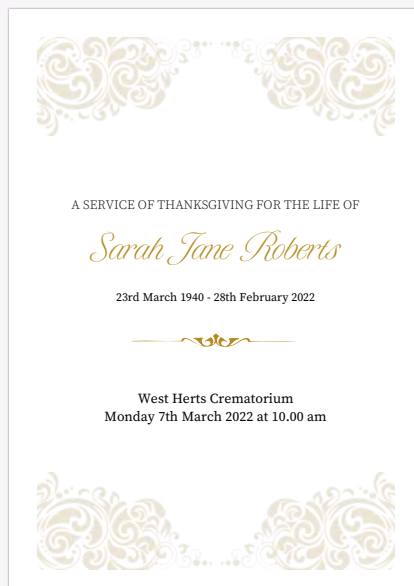 A SERVICE OF THANKSGIVING FOR THE LIFE OF
Sarah Jane Roberts
23rd March 1940 - 28th February 2022
West Herts Crematorium
Monday 7th March 2022 at 10.00 am